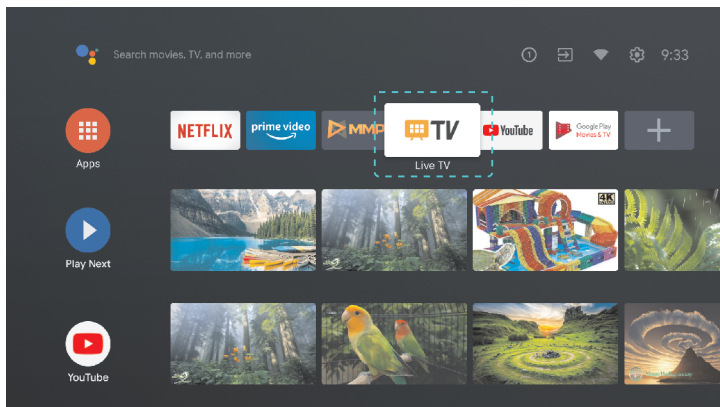 Search movies, TV, and more
1
9:33
Apps
NETFLIX
prime video
MMP
TV
YouTube
Google Play
Movies & TV
Live TV
Play Next
4K
YouTube